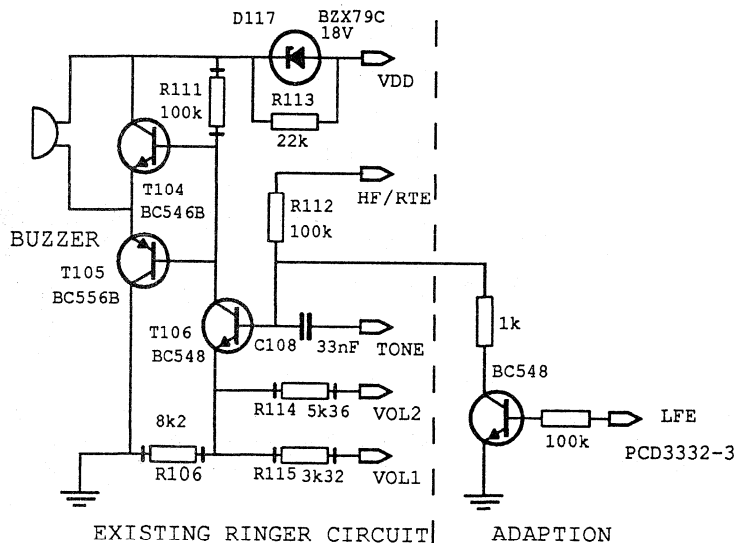 D117
BZX79C
18V
VDD
R111
100k
R113
22k
T104
BC546B
HF/RTE
R112
100k
BUZZER
T105
BC556B
1k
T106
BC548
C108
33nF
TONE
BC548
R114
5k36
VOL2
LFE
8k2
100k
PCD3332-3
R106
R115
3k32
VOL1
EXISTING RINGER CIRCUIT
ADAPTION